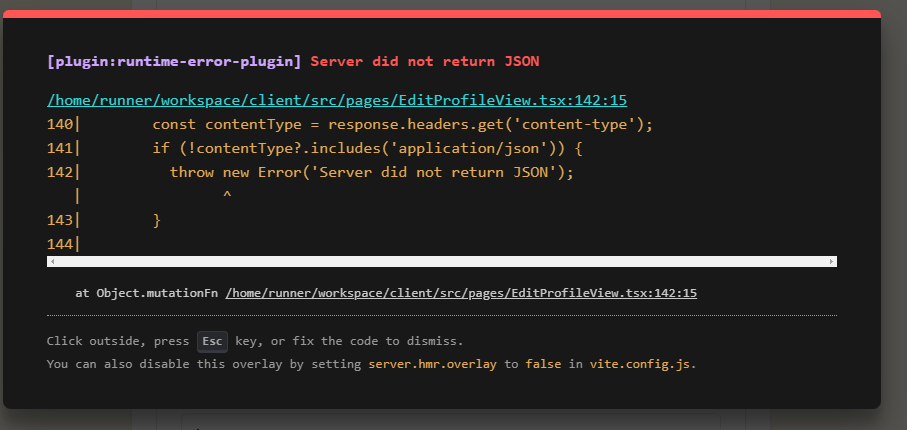 [plugin:runtime-error-plugin] Server did not return JSON
/home/runner/workspace/client/src/pages/EditProfileView.tsx:142:15
140|        const contentType = response.headers.get('content-type');
141|        if (!contentType?.includes('application/json')) {
142|          throw new Error('Server did not return JSON');
   |                ^
143|        }
144|
at Object.mutationFn /home/runner/workspace/client/src/pages/EditProfileView.tsx:142:15
Click outside, press Esc key, or fix the code to dismiss.
You can also disable this overlay by setting server.hmr.overlay to false in vite.config.js.